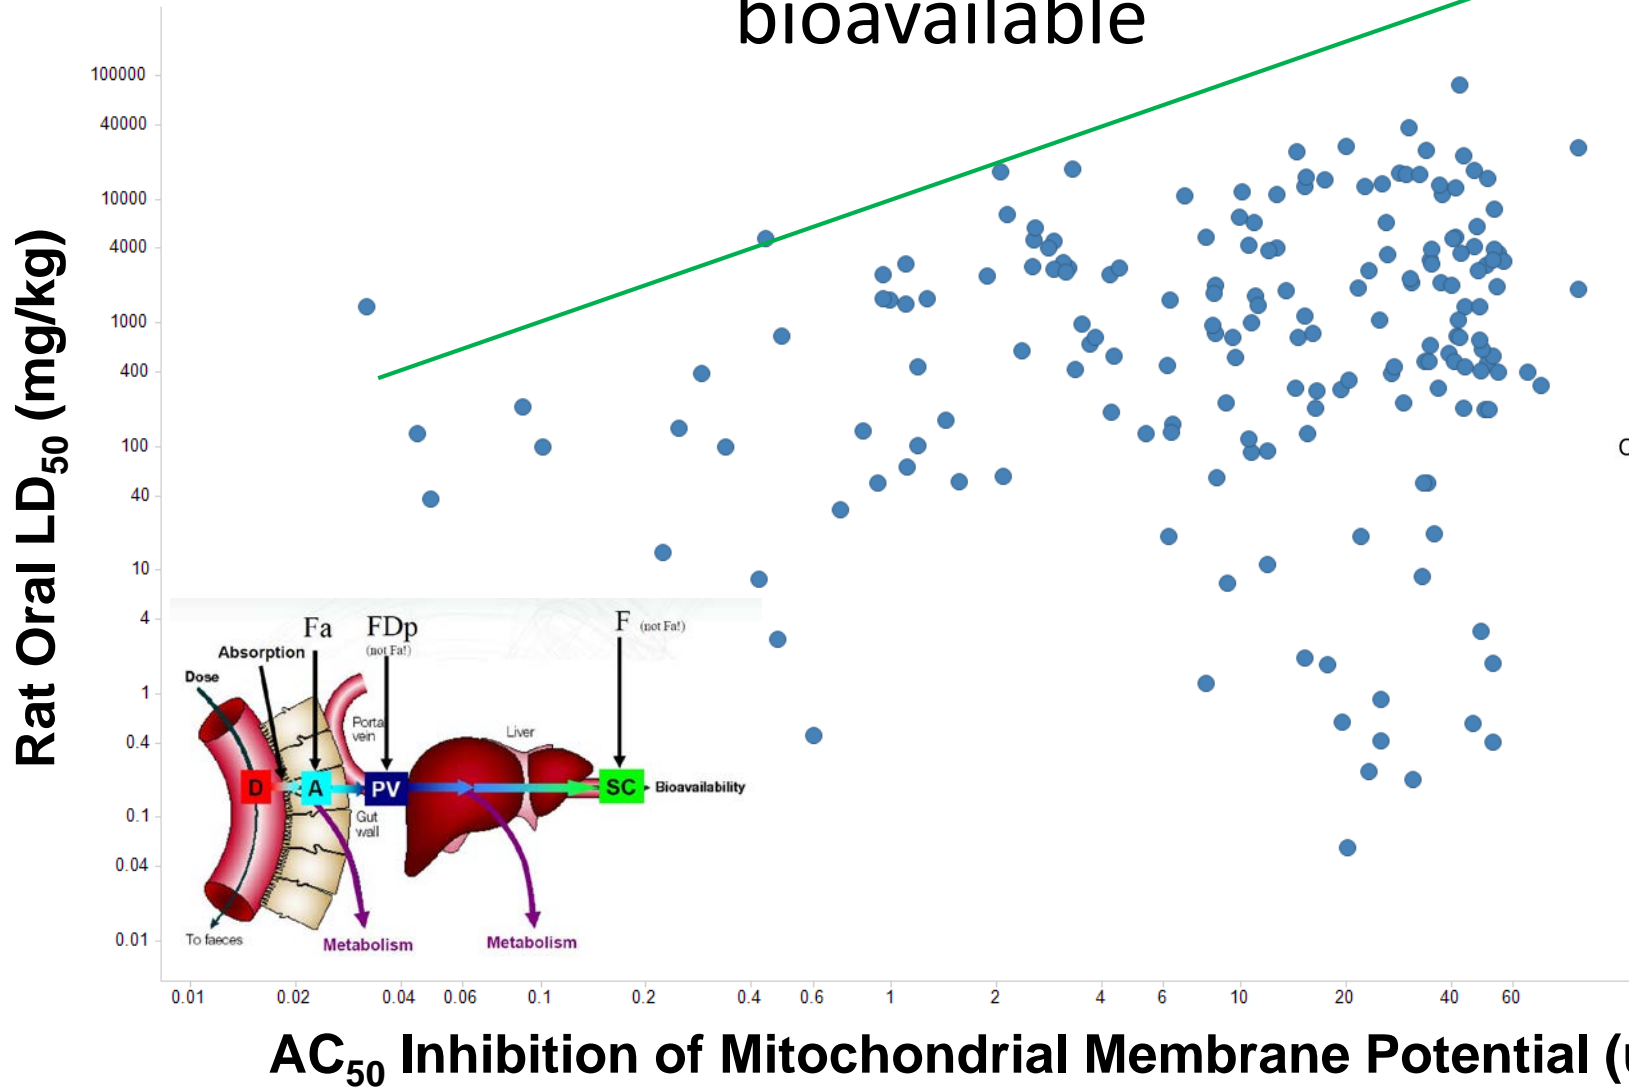 bioavailable
100000
40000
10000
4000
1000
400
100
40
10
4
1
0.4
0.1
0.04
0.01
Rat Oral LD50 (mg/kg)
Fa
FDp
(not Fa!)
F (not Fa!)
Absorption
Dose
Porta
vein
Liver
D
A
PV
SC
Bioavailability
Gut
wall
To faeces
Metabolism
Metabolism
0.01 0.02 0.04 0.06 0.1 0.2 0.4 0.6 1 2 4 6 10 20 40 60
AC50 Inhibition of Mitochondrial Membrane Potential (